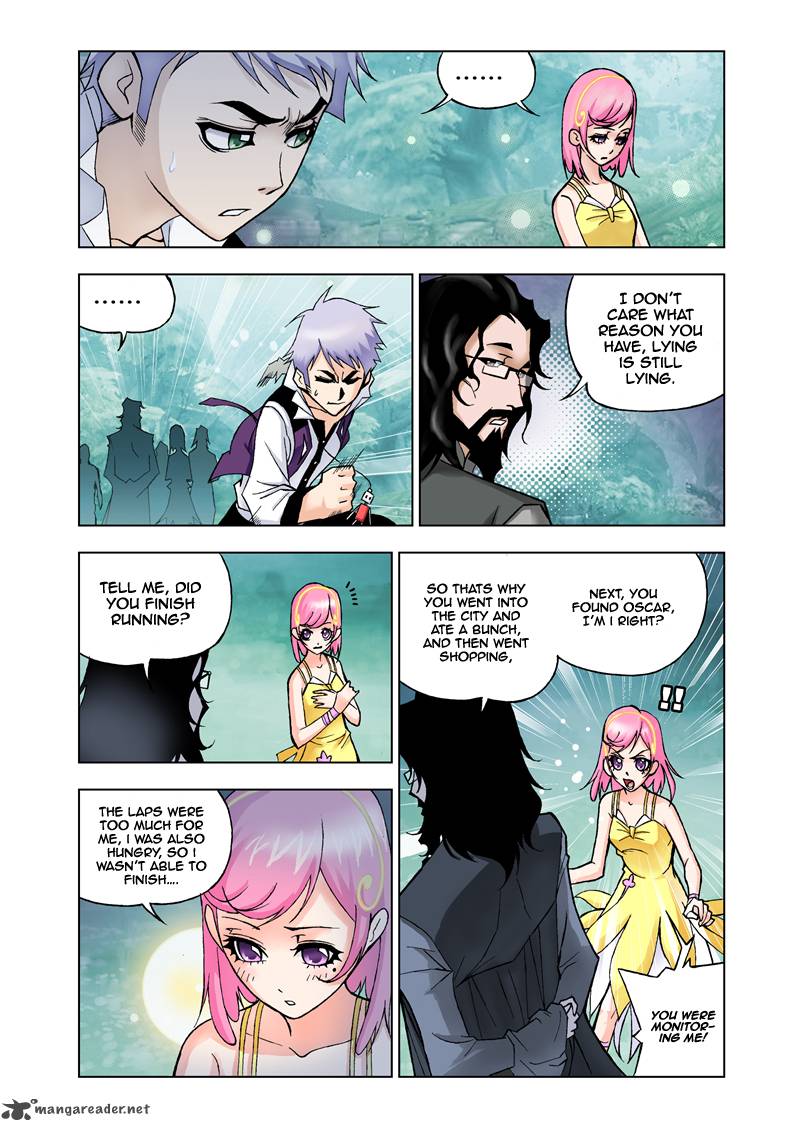 ......
......
I DON'T
CARE WHAT
REASON YOU
HAVE, LYING
IS STILL
LYING.
TELL ME, DID
YOU FINISH
RUNNING?
THE LAPS WERE
TOO MUCH FOR
ME, I WAS ALSO
HUNGRY, SO I
WASN'T ABLE TO
FINISH....
NEXT, YOU
FOUND OSCAR,
I'M I RIGHT?
SO THATS WHY
YOU WENT INTO
THE CITY AND
ATE A BUNCH,
AND THEN WENT
SHOPPING,
!!
YOU WERE
MONITOR-
ING ME!
mangareader.net